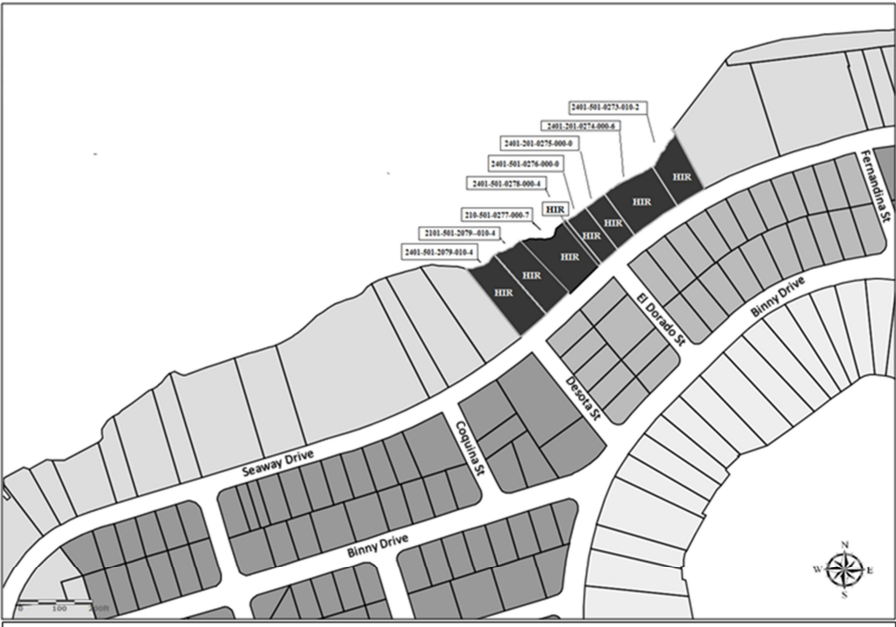 2401-501-0273-010-2
2401-201-0274-000-6
2401-201-0275-000-0
2401-501-0276-000-0
2401-501-0278-000-4
HIR
210-501-0277-000-7
2101-501-2079--010-4
2401-501-2079-010-4
HIR
HIR
HIR
HIR
HIR
HIR
HIR
Fernandina St
El Dorado St
Binny Drive
Desota St
Coquina St
Seaway Drive
Binny Drive
N
W
E
S
0 100 200ft